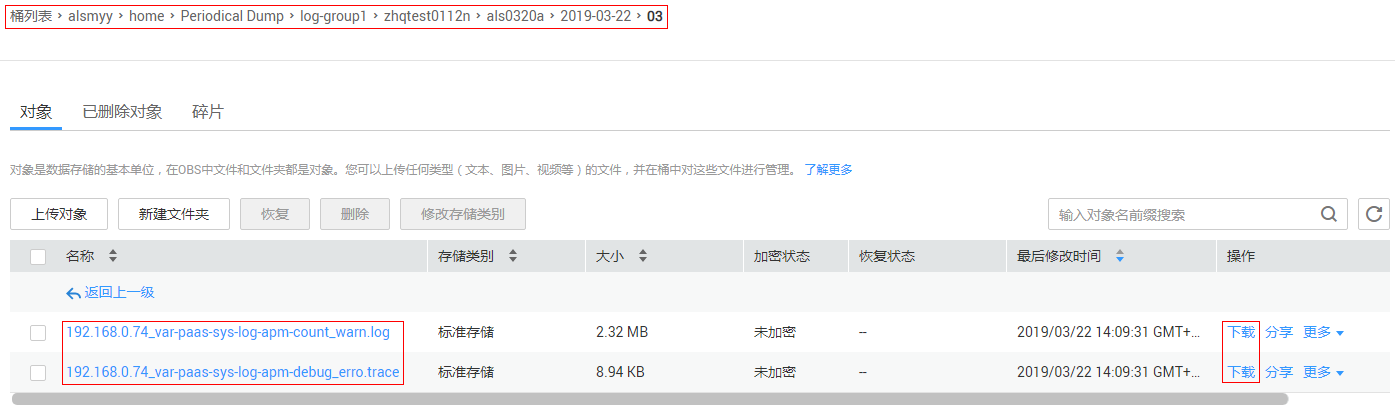 桶列表 › alsmyy › home › Periodical Dump › log-group1 › zhqtest0112n › als0320a › 2019-03-22 › 03
对象 已删除对象 碎片
对象是数据存储的基本单位，在OBS中文件和文件夹都是对象。您可以上传任何类型（文本、图片、视频等）的文件，并在桶中对这些文件进行管理。 了解更多
上传对象 新建文件夹 恢复 删除 修改存储类别 输入对象名前缀搜索
名称 存储类别 大小 加密状态 恢复状态 最后修改时间 操作
返回上一级
192.168.0.74_var-paas-sys-log-apm-count_warn.log 标准存储 2.32 MB 未加密 -- 2019/03/22 14:09:31 GMT+... 下载 分享 更多
192.168.0.74_var-paas-sys-log-apm-debug_erro.trace 标准存储 8.94 KB 未加密 -- 2019/03/22 14:09:31 GMT+... 下载 分享 更多